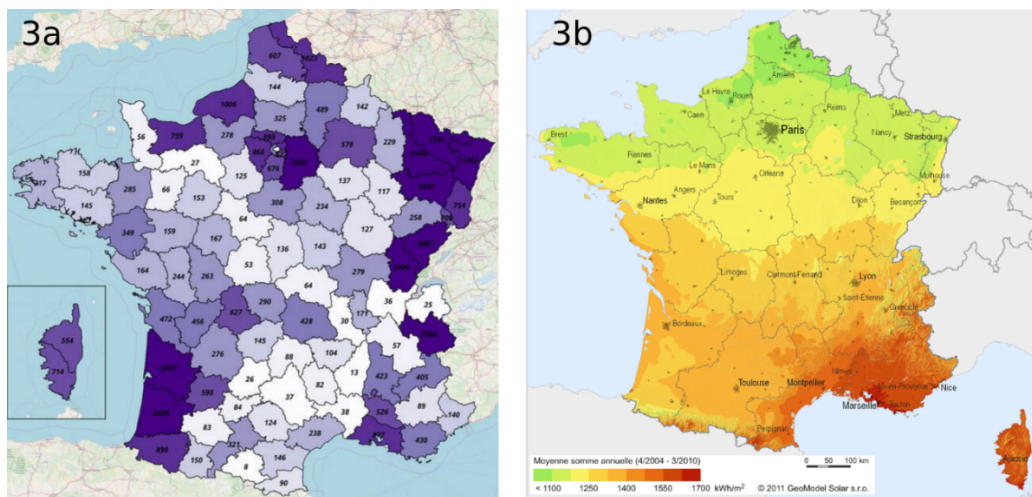 3a
607
144
1006
142
489
325
759
278
578
229
56
27
866
676
125
158
217
285
137
117
145
66
153
308
234
754
64
258
349
159
127
167
136
143
53
164
244
263
279
64
36
25
472
456
627
290
428
30
57
276
145
88
104
13
423
405
26
598
82
37
84
38
526
89
140
83
124
238
430
898
150
321
146
8
90
554
714
3b
Lille
Amiens
Le Havre
Rouen
Caen
Reims
Metz
Paris
Nancy
Strasbourg
Brest
Rennes
Le Mans
Orléans
Mulhouse
Angers
Tours
Dijon
Besançon
Nantes
Limoges
Clermont-Ferrand
Lyon
Saint-Étienne
Grenoble
Bordeaux
Nîmes
Toulouse
Montpellier
Aix-en-Provence
Nice
Marseille
Toulon
Perpignan
Ajaccio
Moyenne somme annuelle (4/2004 - 3/2010)
0 50 100 km
< 1100 1250 1400 1550 1700 kWh/m²
© 2011 GeoModel Solar s.r.o.